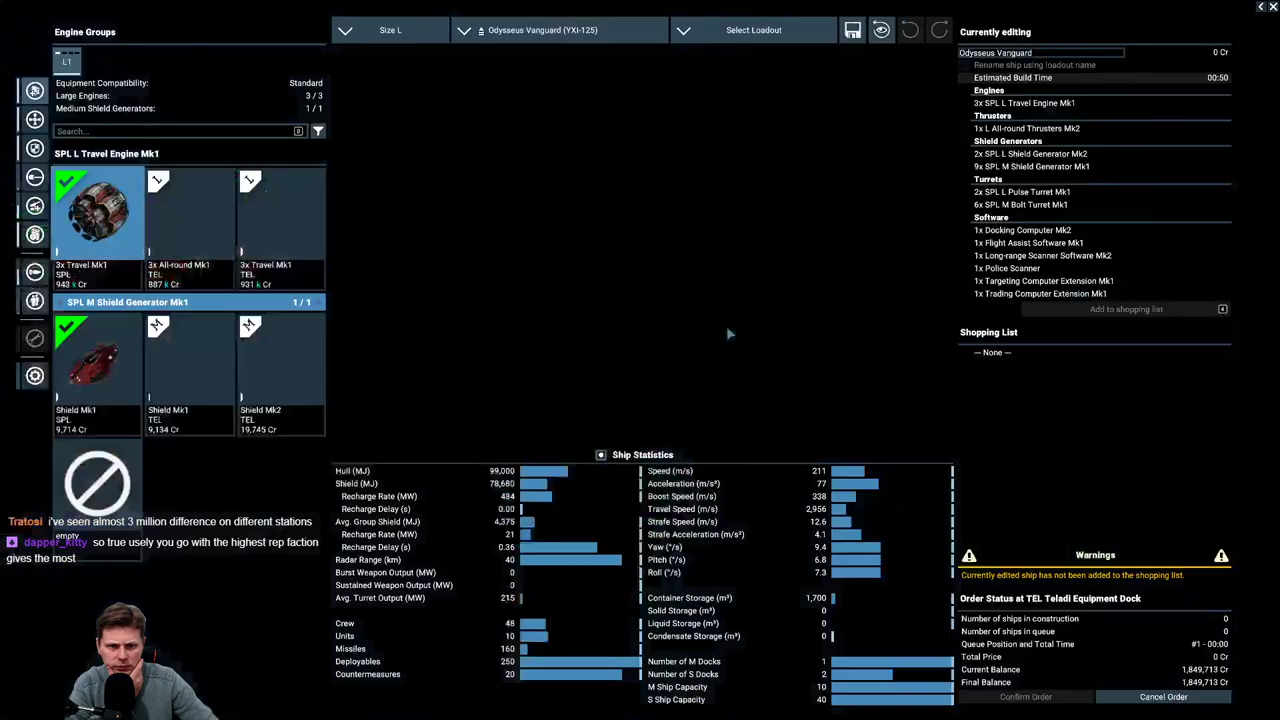 Engine Groups
L1
Equipment Compatibility: Standard
Large Engines: 3 / 3
Medium Shield Generators: 1 / 1
Search...
SPL L Travel Engine Mk1
3x Travel Mk1
SPL
943 k Cr
3x All-round Mk1
TEL
887 k Cr
3x Travel Mk1
TEL
931 k Cr
SPL M Shield Generator Mk1 1 / 1
Shield Mk1
SPL
9,714 Cr
Shield Mk1
TEL
9,134 Cr
Shield Mk2
TEL
19,745 Cr
empty
Tratosi i've seen almost 3 million difference on different stations
dapper_kitty so true usely you go with the highest rep faction
gives the most
Size L
Odysseus Vanguard (YXI-125)
Select Loadout
Ship Statistics
Hull (MJ) 99,000
Shield (MJ) 78,680
Recharge Rate (MW) 484
Recharge Delay (s) 0.00
Avg. Group Shield (MJ) 4,375
Recharge Rate (MW) 21
Recharge Delay (s) 0.36
Radar Range (km) 40
Burst Weapon Output (MW) 0
Sustained Weapon Output (MW) 0
Avg. Turret Output (MW) 215
Crew 48
Units 10
Missiles 160
Deployables 250
Countermeasures 20
Speed (m/s) 211
Acceleration (m/s²) 77
Boost Speed (m/s) 338
Travel Speed (m/s) 2,956
Strafe Speed (m/s) 12.6
Strafe Acceleration (m/s²) 4.1
Yaw (°/s) 9.4
Pitch (°/s) 6.8
Roll (°/s) 7.3
Container Storage (m³) 1,700
Solid Storage (m³) 0
Liquid Storage (m³) 0
Condensate Storage (m³) 0
Number of M Docks 1
Number of S Docks 2
M Ship Capacity 10
S Ship Capacity 40
Currently editing
Odysseus Vanguard 0 Cr
Rename ship using loadout name
Estimated Build Time 00:50
Engines
3x SPL L Travel Engine Mk1
Thrusters
1x L All-round Thrusters Mk2
Shield Generators
2x SPL L Shield Generator Mk2
9x SPL M Shield Generator Mk1
Turrets
2x SPL L Pulse Turret Mk1
6x SPL M Bolt Turret Mk1
Software
1x Docking Computer Mk2
1x Flight Assist Software Mk1
1x Long-range Scanner Software Mk2
1x Police Scanner
1x Targeting Computer Extension Mk1
1x Trading Computer Extension Mk1
Add to shopping list
Shopping List
— None —
Warnings
Currently edited ship has not been added to the shopping list.
Order Status at TEL Teladi Equipment Dock
Number of ships in construction 0
Number of ships in queue 0
Queue Position and Total Time #1 - 00:00
Total Price 0 Cr
Current Balance 1,849,713 Cr
Final Balance 1,849,713 Cr
Confirm Order
Cancel Order